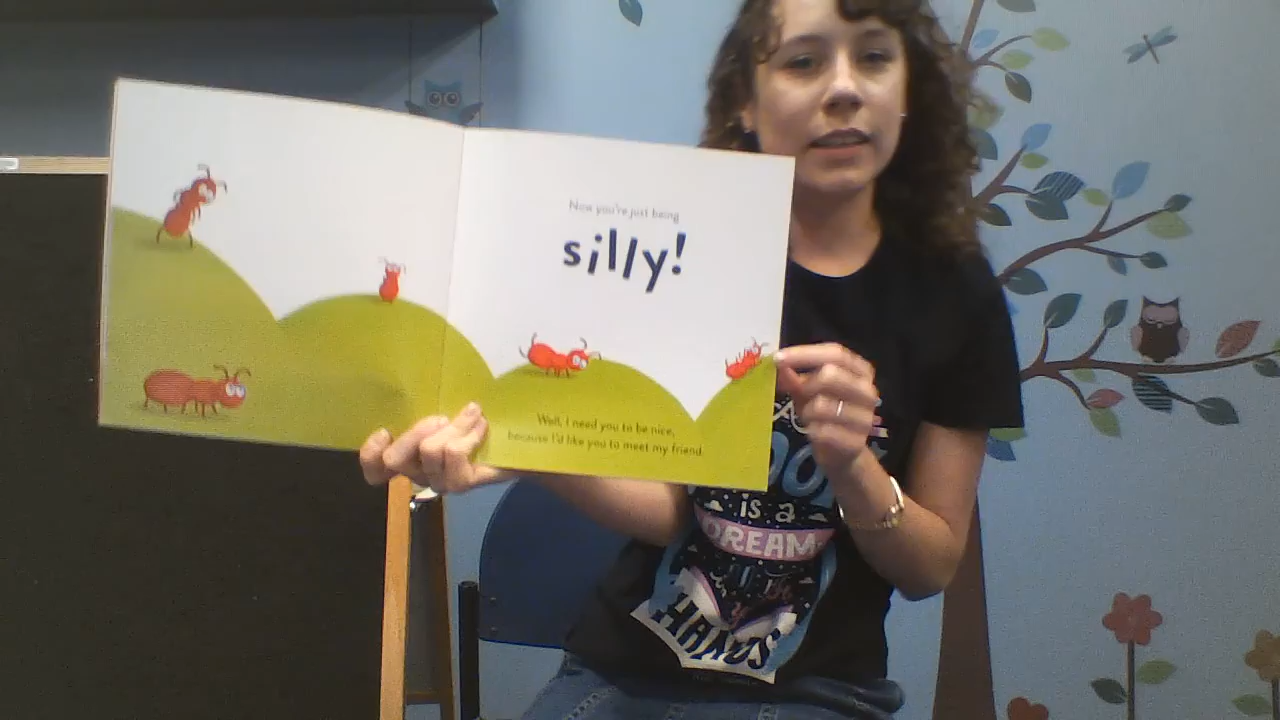 Now you're just being
silly!
Well, I need you to be nice,
because I'd like you to meet my friend.
A
is a
DREAM
HANDS